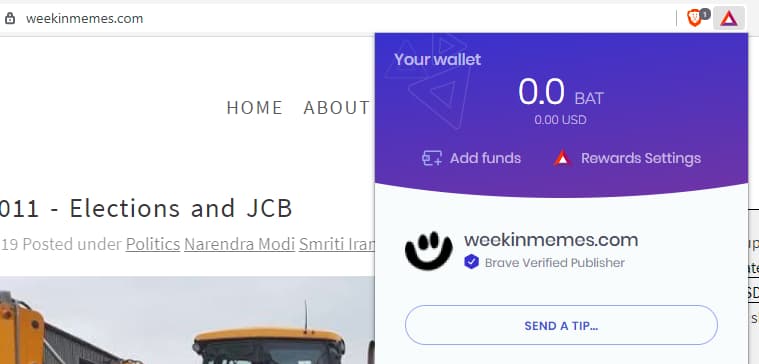 weekinmemes.com
1
Your wallet
0.0 BAT
0.00 USD
Add funds Rewards Settings
HOME ABOUT
011 - Elections and JCB
19 Posted under Politics Narendra Modi Smriti Iran
weekinmemes.com
Brave Verified Publisher
SEND A TIP...